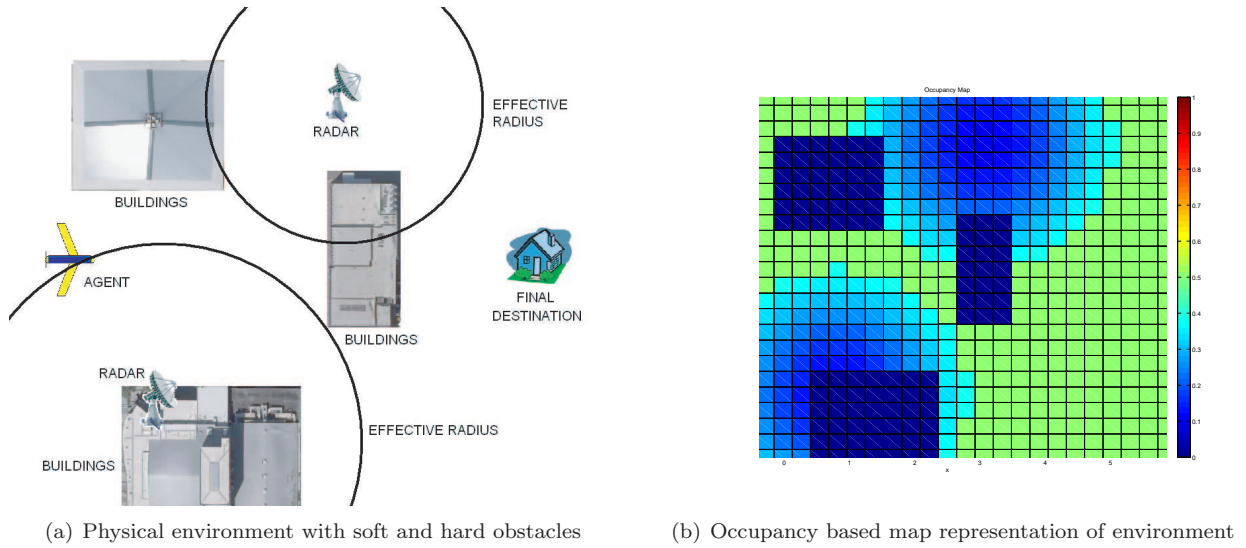 RADAR
EFFECTIVE
RADIUS
BUILDINGS
AGENT
FINAL
DESTINATION
BUILDINGS
RADAR
EFFECTIVE RADIUS
BUILDINGS
(a) Physical environment with soft and hard obstacles
Occupancy Map
1
0.9
0.8
0.7
0.6
0.5
0.4
0.3
0.2
0.1
0
0 1 2 3 4 5
x
(b) Occupancy based map representation of environment